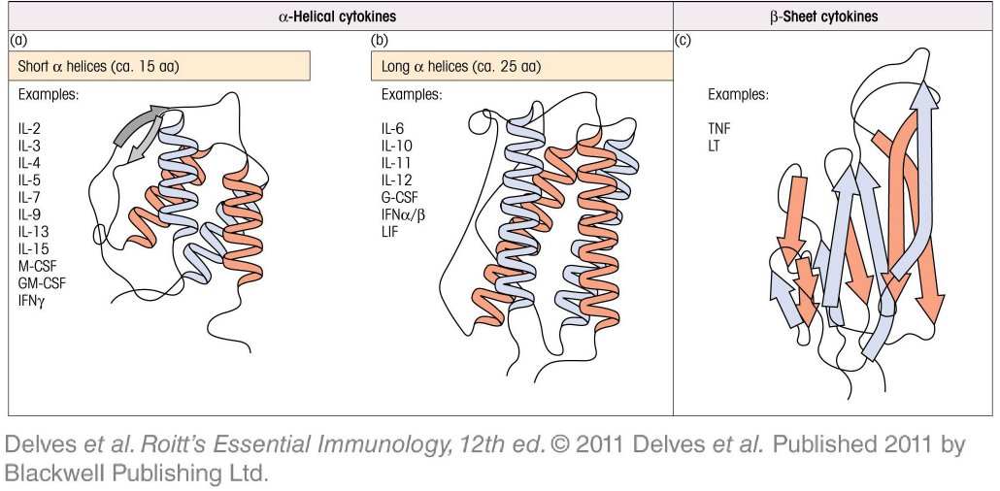 α-Helical cytokines
β-Sheet cytokines
(a)
Short α helices (ca. 15 aa)
Examples:
IL-2
IL-3
IL-4
IL-5
IL-7
IL-9
IL-13
IL-15
M-CSF
GM-CSF
IFNγ
(b)
Long α helices (ca. 25 aa)
Examples:
IL-6
IL-10
IL-11
IL-12
G-CSF
IFNα/β
LIF
(c)
Examples:
TNF
LT
Delves et al. Roitt's Essential Immunology, 12th ed. © 2011 Delves et al. Published 2011 by
Blackwell Publishing Ltd.